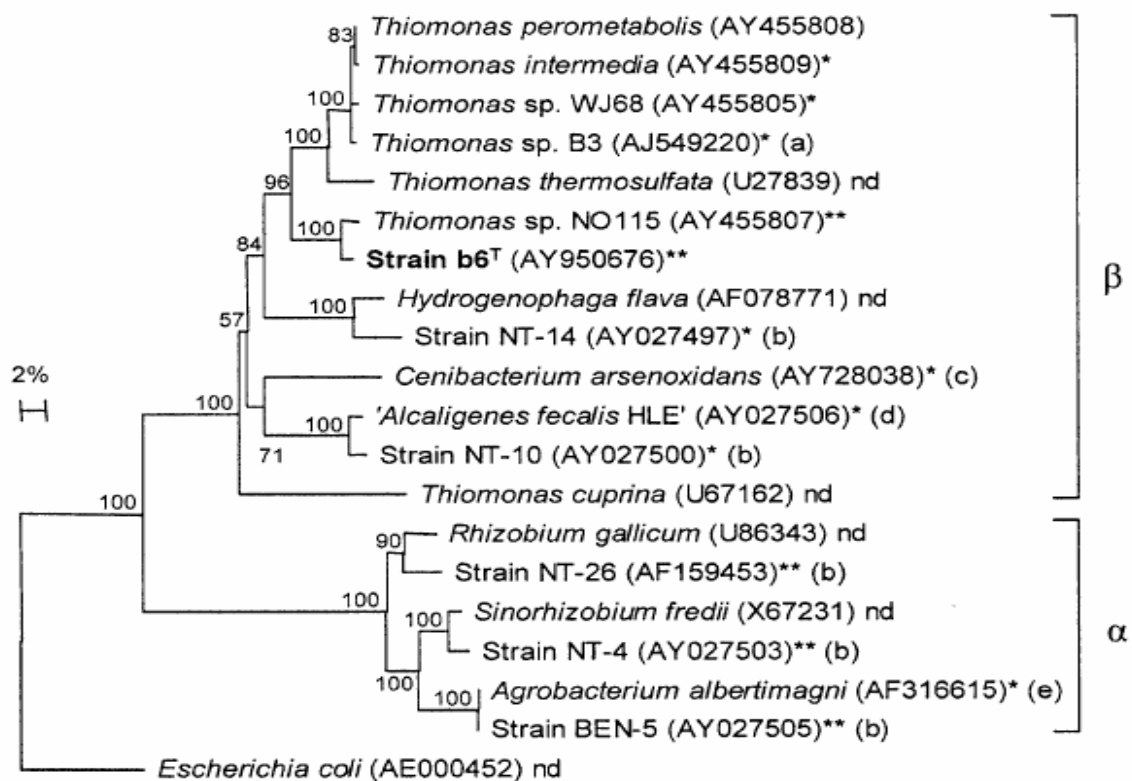 Thiomonas perometabolis (AY455808)
83
Thiomonas intermedia (AY455809)*
100
Thiomonas sp. WJ68 (AY455805)*
100
Thiomonas sp. B3 (AJ549220)* (a)
96
Thiomonas thermosulfata (U27839) nd
100
Thiomonas sp. NO115 (AY455807)**
84
Strain b6ᵀ (AY950676)**
β
Hydrogenophaga flava (AF078771) nd
100
57
Strain NT-14 (AY027497)* (b)
2%
Cenibacterium arsenoxidans (AY728038)* (c)
100
'Alcaligenes fecalis HLE' (AY027506)* (d)
100
71
Strain NT-10 (AY027500)* (b)
Thiomonas cuprina (U67162) nd
100
Rhizobium gallicum (U86343) nd
90
Strain NT-26 (AF159453)** (b)
100
Sinorhizobium fredii (X67231) nd
100
α
Strain NT-4 (AY027503)** (b)
100
Agrobacterium albertimagni (AF316615)* (e)
100
Strain BEN-5 (AY027505)** (b)
Escherichia coli (AE000452) nd